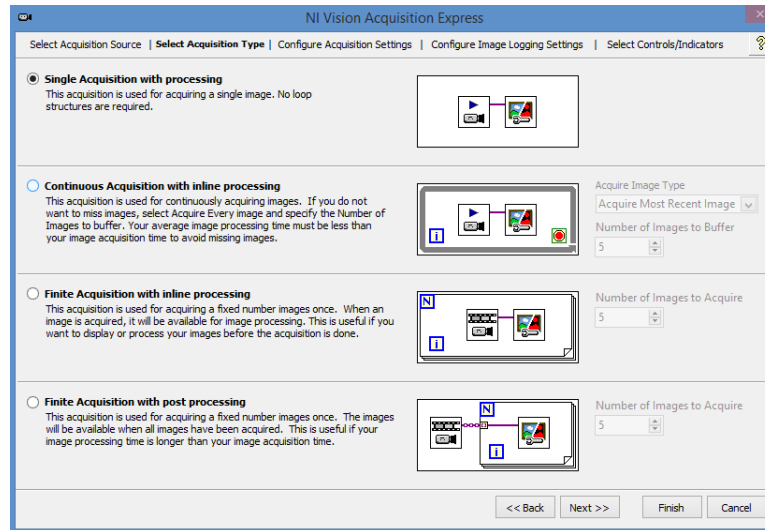 NI Vision Acquisition Express
Select Acquisition Source | Select Acquisition Type | Configure Acquisition Settings | Configure Image Logging Settings | Select Controls/Indicators
Single Acquisition with processing
This acquisition is used for acquiring a single image. No loop
structures are required.
Continuous Acquisition with inline processing
This acquisition is used for continuously acquiring images. If you do not
want to miss images, select Acquire Every image and specify the Number of
Images to buffer. Your average image processing time must be less than
your image acquisition time to avoid missing images.
i
Acquire Image Type
Acquire Most Recent Image
Number of Images to Buffer
5
Finite Acquisition with inline processing
This acquisition is used for acquiring a fixed number images once. When an
image is acquired, it will be available for image processing. This is useful if you
want to display or process your images before the acquisition is done.
N
i
Number of Images to Acquire
5
Finite Acquisition with post processing
This acquisition is used for acquiring a fixed number images once. The images
will be available when all images have been acquired. This is useful if your
image processing time is longer than your image acquisition time.
N
i
Number of Images to Acquire
5
<< Back
Next >>
Finish
Cancel